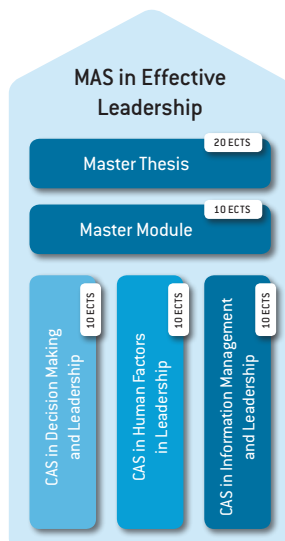 MAS in Effective
Leadership
20 ECTS
Master Thesis
10 ECTS
Master Module
10 ECTS
CAS in Decision Making
and Leadership
10 ECTS
CAS in Human Factors
in Leadership
10 ECTS
CAS in Information Management
and Leadership